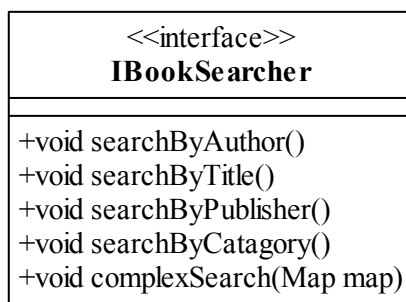 <<interface>>
IBookSearcher
+void searchByAuthor()
+void searchByTitle()
+void searchByPublisher()
+void searchByCatagory()
+void complexSearch(Map map)